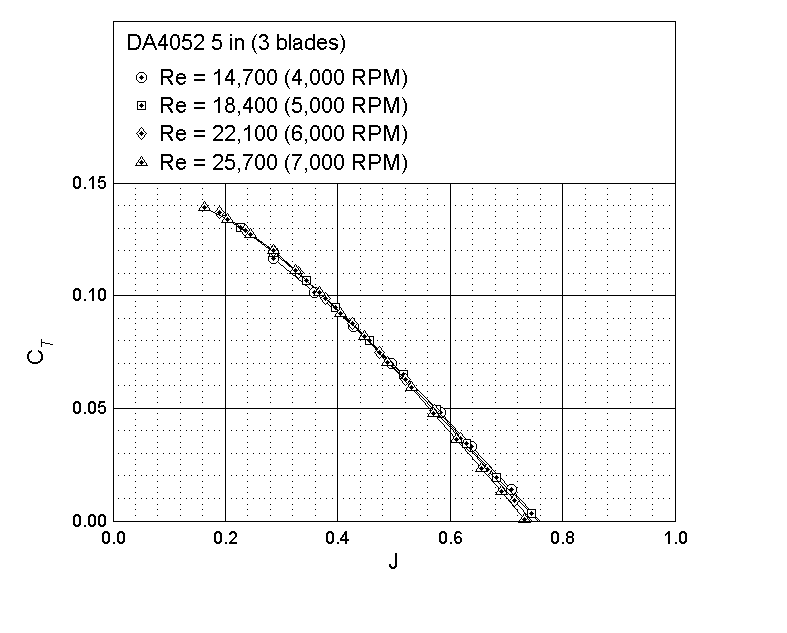 DA4052 5 in (3 blades)
Re = 14,700 (4,000 RPM)
Re = 18,400 (5,000 RPM)
Re = 22,100 (6,000 RPM)
Re = 25,700 (7,000 RPM)
0.15
0.10
C_T
0.05
0.00
0.0 0.2 0.4 0.6 0.8 1.0
J